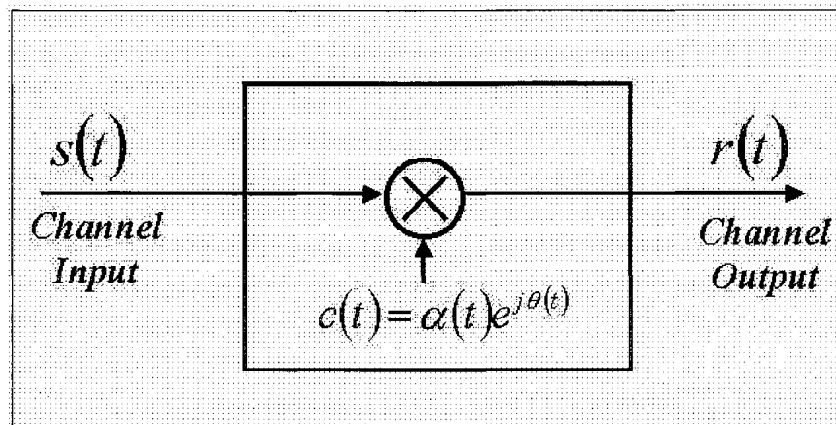 s(t)
r(t)
Channel
Input
Channel
Output
c(t)=α(t)e^{jθ(t)}